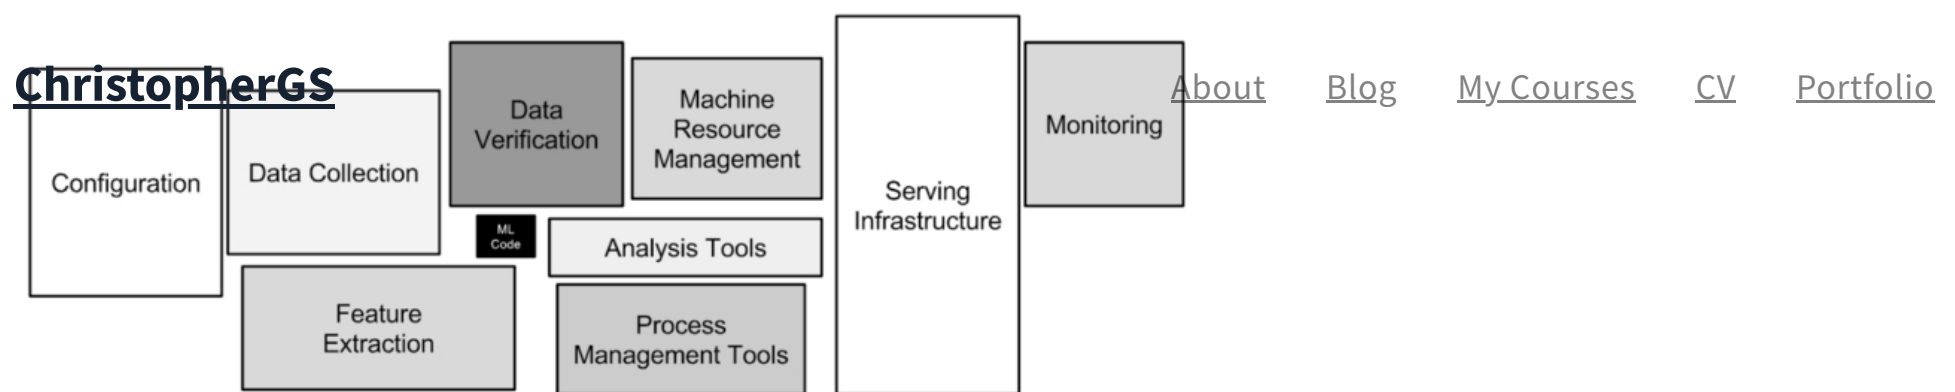 ChristopherGS
About
Blog
My Courses
CV
Portfolio
Configuration
Data Collection
Data
Verification
Machine
Resource
Management
Serving
Infrastructure
Monitoring
ML
Code
Analysis Tools
Feature
Extraction
Process
Management Tools